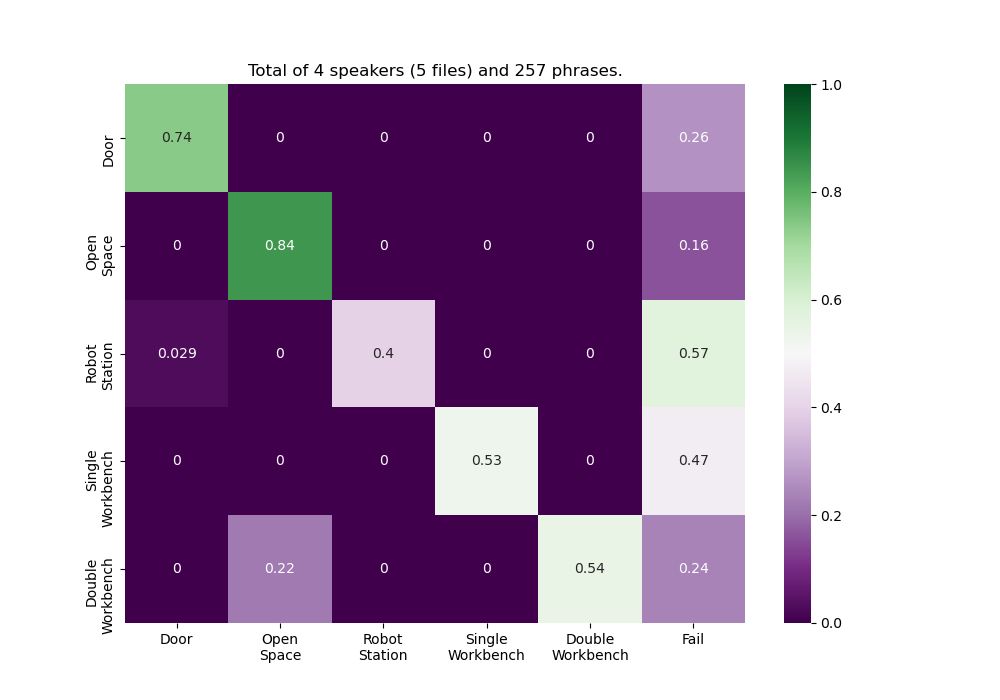 Total of 4 speakers (5 files) and 257 phrases.
Door
0.74
0
0
0
0
0.26
Open
Space
0
0.84
0
0
0
0.16
Robot
Station
0.029
0
0.4
0
0
0.57
Single
Workbench
0
0
0
0.53
0
0.47
Double
Workbench
0
0.22
0
0
0.54
0.24
Door
Open
Space
Robot
Station
Single
Workbench
Double
Workbench
Fail
1.0
0.8
0.6
0.4
0.2
0.0